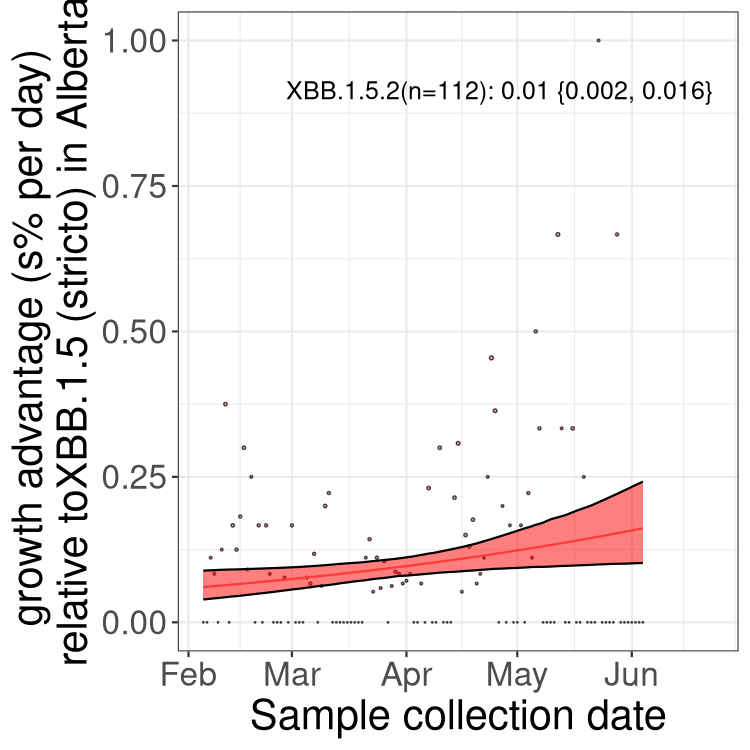 growth advantage (s% per day)
relative toXBB.1.5 (stricto) in Alberta
1.00
0.75
0.50
0.25
0.00
XBB.1.5.2(n=112): 0.01 {0.002, 0.016}
Feb Mar Apr May Jun
Sample collection date